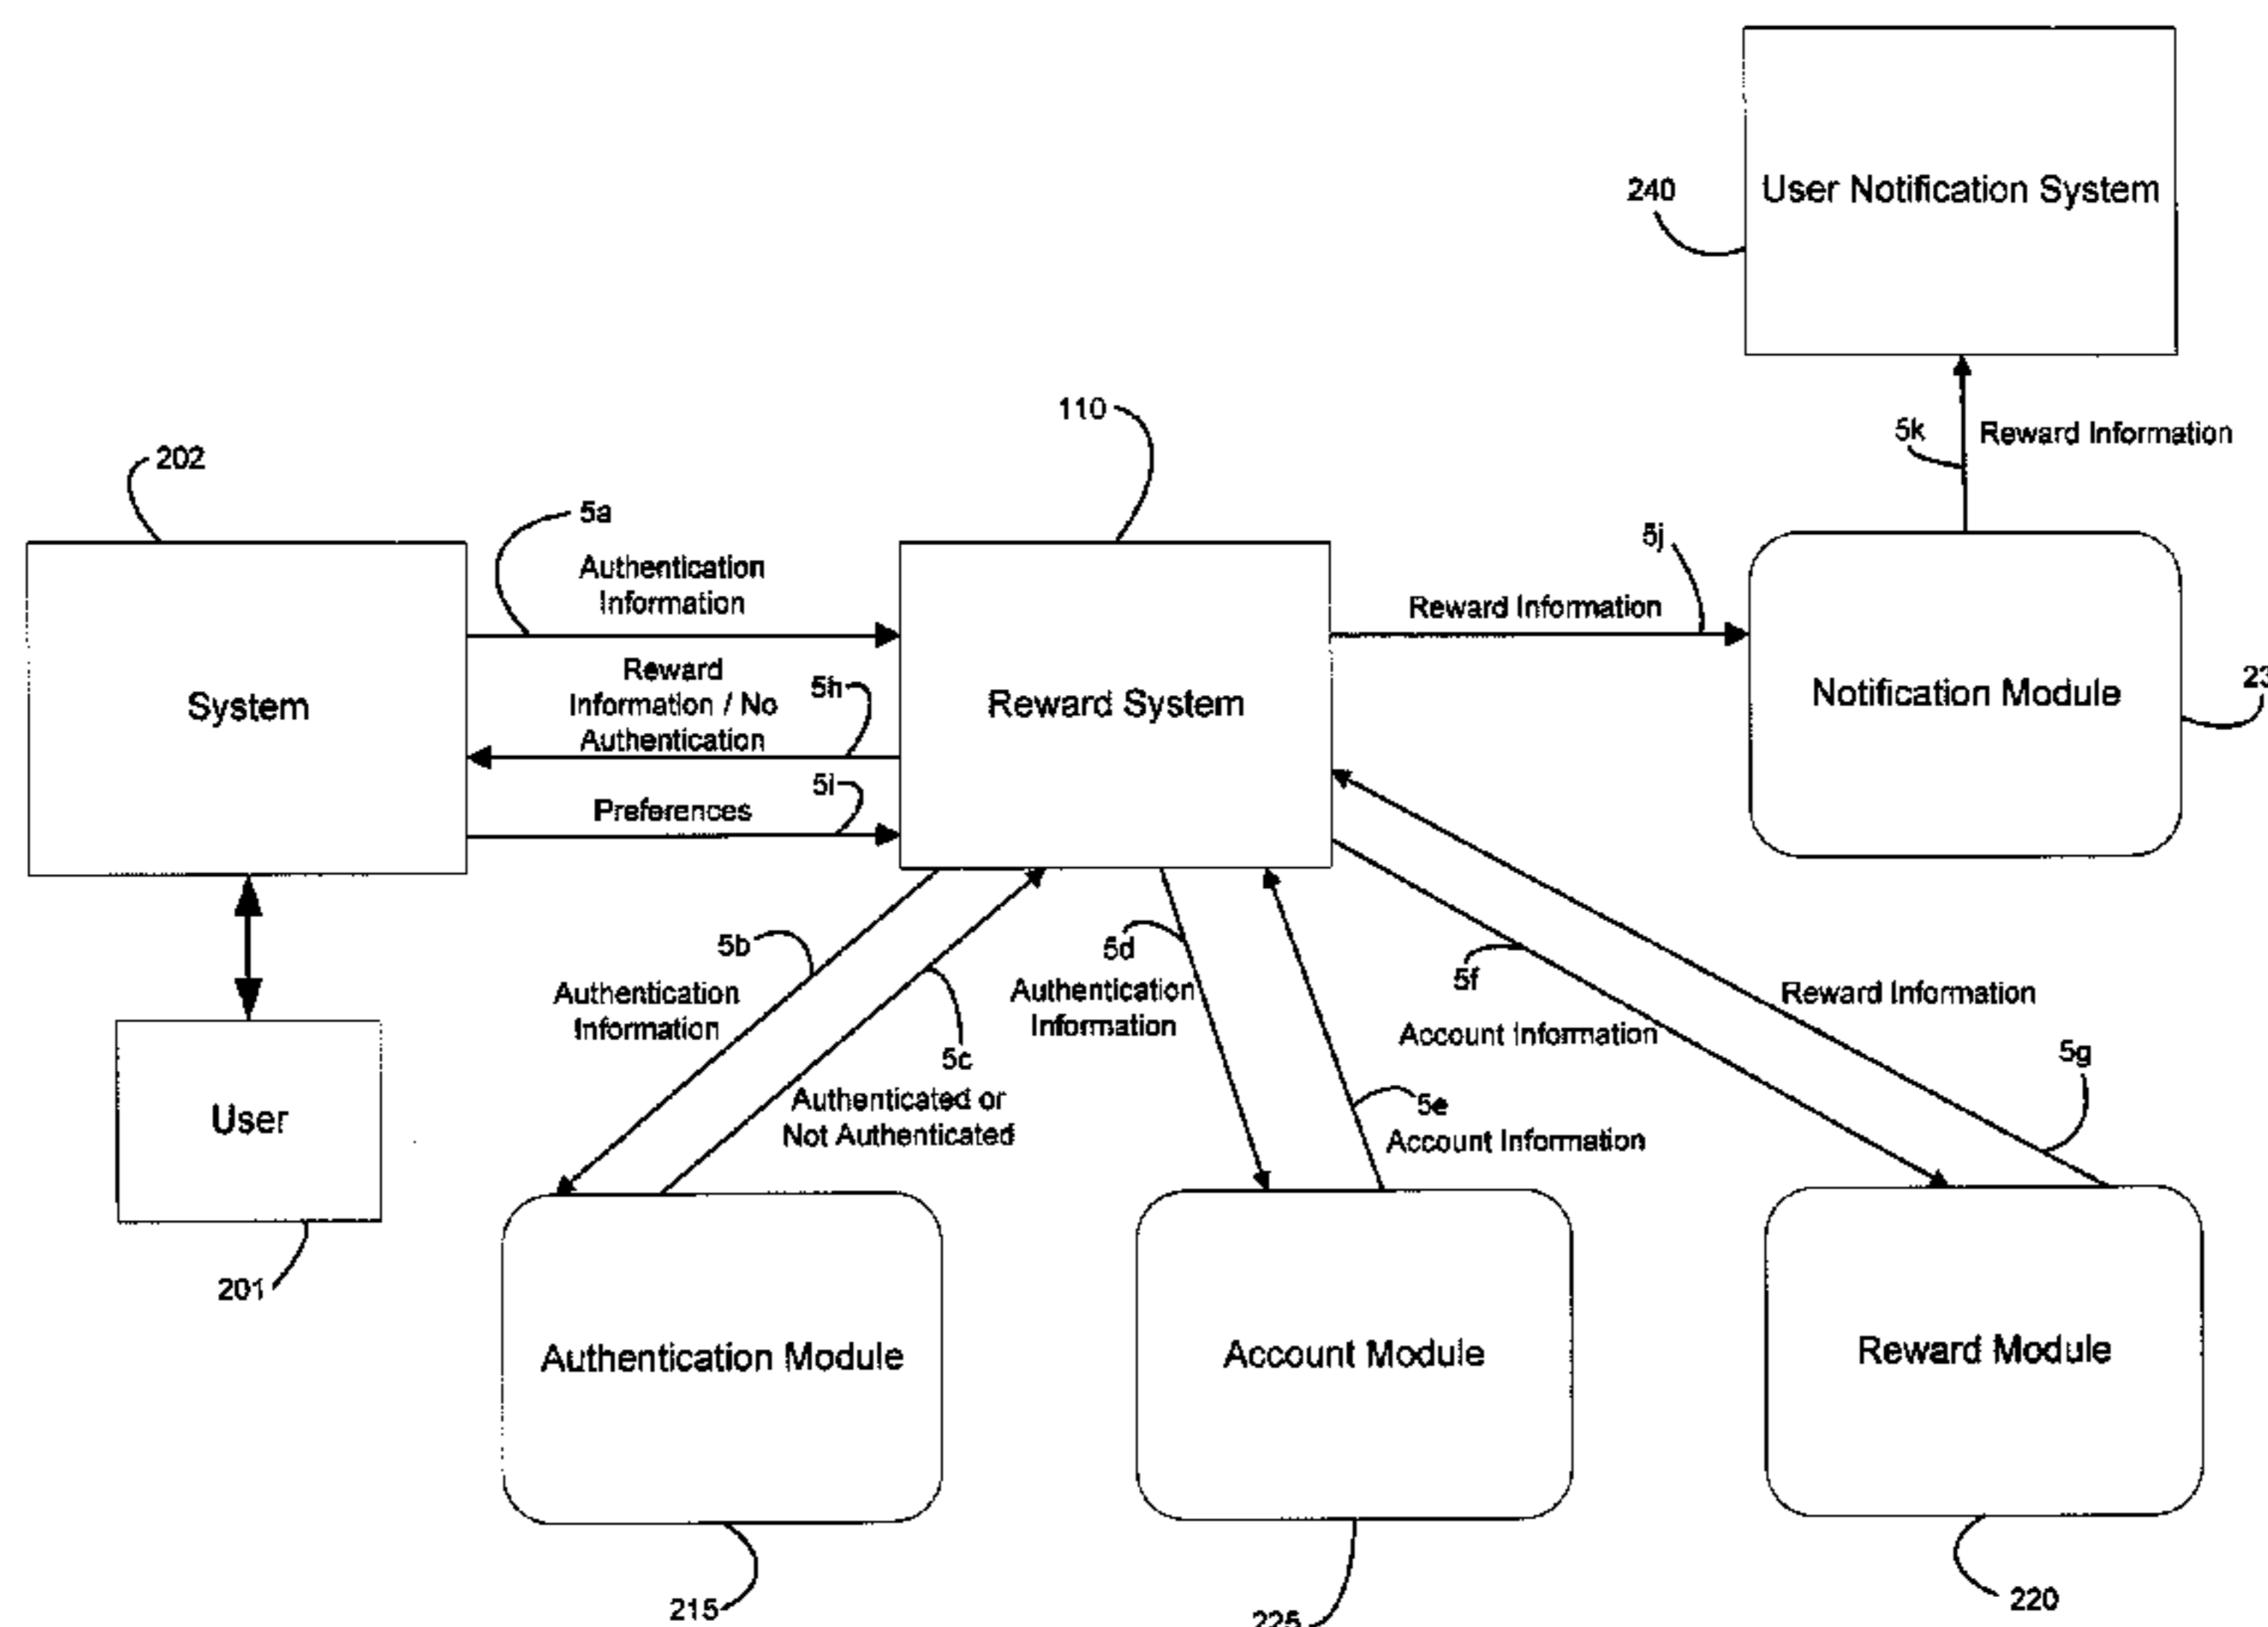 240
User Notification System
110
5k
Reward Information
202
5a
Authentication
Information
5j
Reward Information
Reward
Information / No
Authentication
5h
System
Reward System
Notification Module
23
5i
Preferences
5b
Authentication
Information
5c
Authenticated or
Not Authenticated
5d
Authentication
Information
5e
Account Information
5f
Account Information
Reward Information
5g
User
201
Authentication Module
Account Module
Reward Module
215
225
220